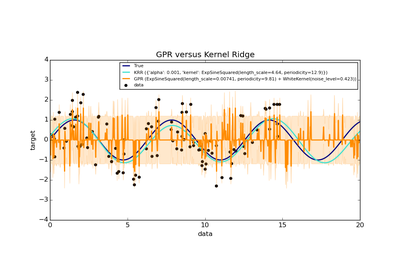 GPR versus Kernel Ridge
True
KRR ({'alpha': 0.001, 'kernel': ExpSineSquared(length_scale=4.64, periodicity=12.9)})
GPR (ExpSineSquared(length_scale=0.00741, periodicity=9.81) + WhiteKernel(noise_level=0.423))
data
4
3
2
1
0
−1
−2
−3
−4
target
0 5 10 15 20
data